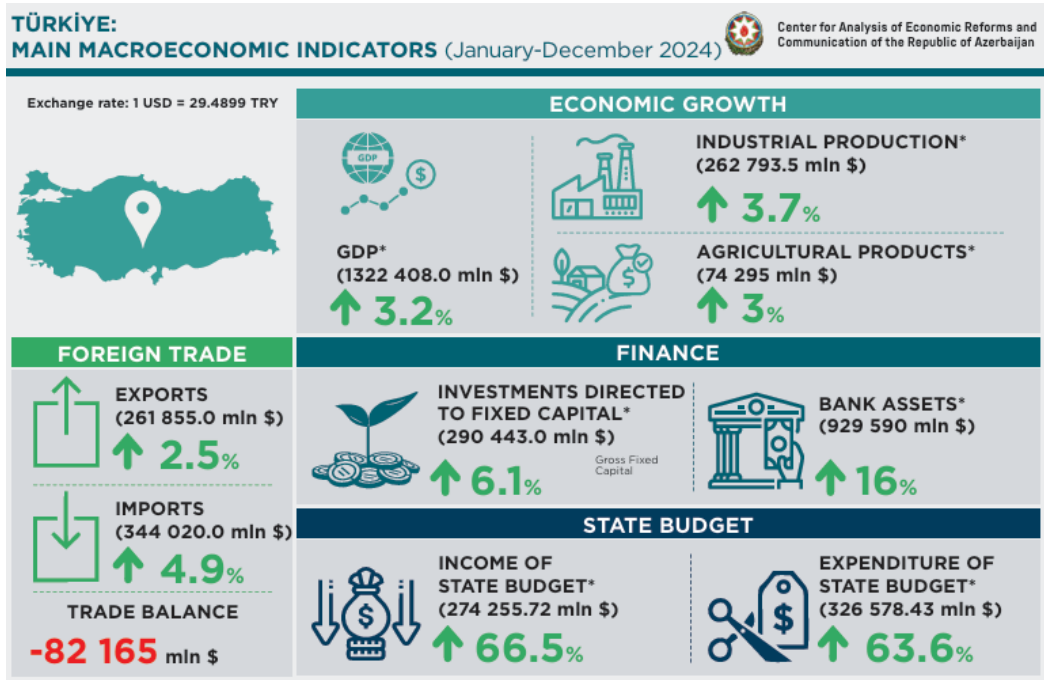 TÜRKİYE:
MAIN MACROECONOMIC INDICATORS (January-December 2024)
Center for Analysis of Economic Reforms and
Communication of the Republic of Azerbaijan
Exchange rate: 1 USD = 29.4899 TRY
ECONOMIC GROWTH
GDP
$
GDP*
(1322 408.0 mln $)
3.2%
INDUSTRIAL PRODUCTION*
(262 793.5 mln $)
3.7%
$
AGRICULTURAL PRODUCTS*
(74 295 mln $)
3%
FOREIGN TRADE
EXPORTS
(261 855.0 mln $)
2.5%
IMPORTS
(344 020.0 mln $)
4.9%
TRADE BALANCE
-82 165 mln $
FINANCE
INVESTMENTS DIRECTED
TO FIXED CAPITAL*
(290 443.0 mln $)
Gross Fixed
Capital
6.1%
BANK ASSETS*
(929 590 mln $)
16%
STATE BUDGET
$
INCOME OF
STATE BUDGET*
(274 255.72 mln $)
66.5%
$
EXPENDITURE OF
STATE BUDGET*
(326 578.43 mln $)
63.6%